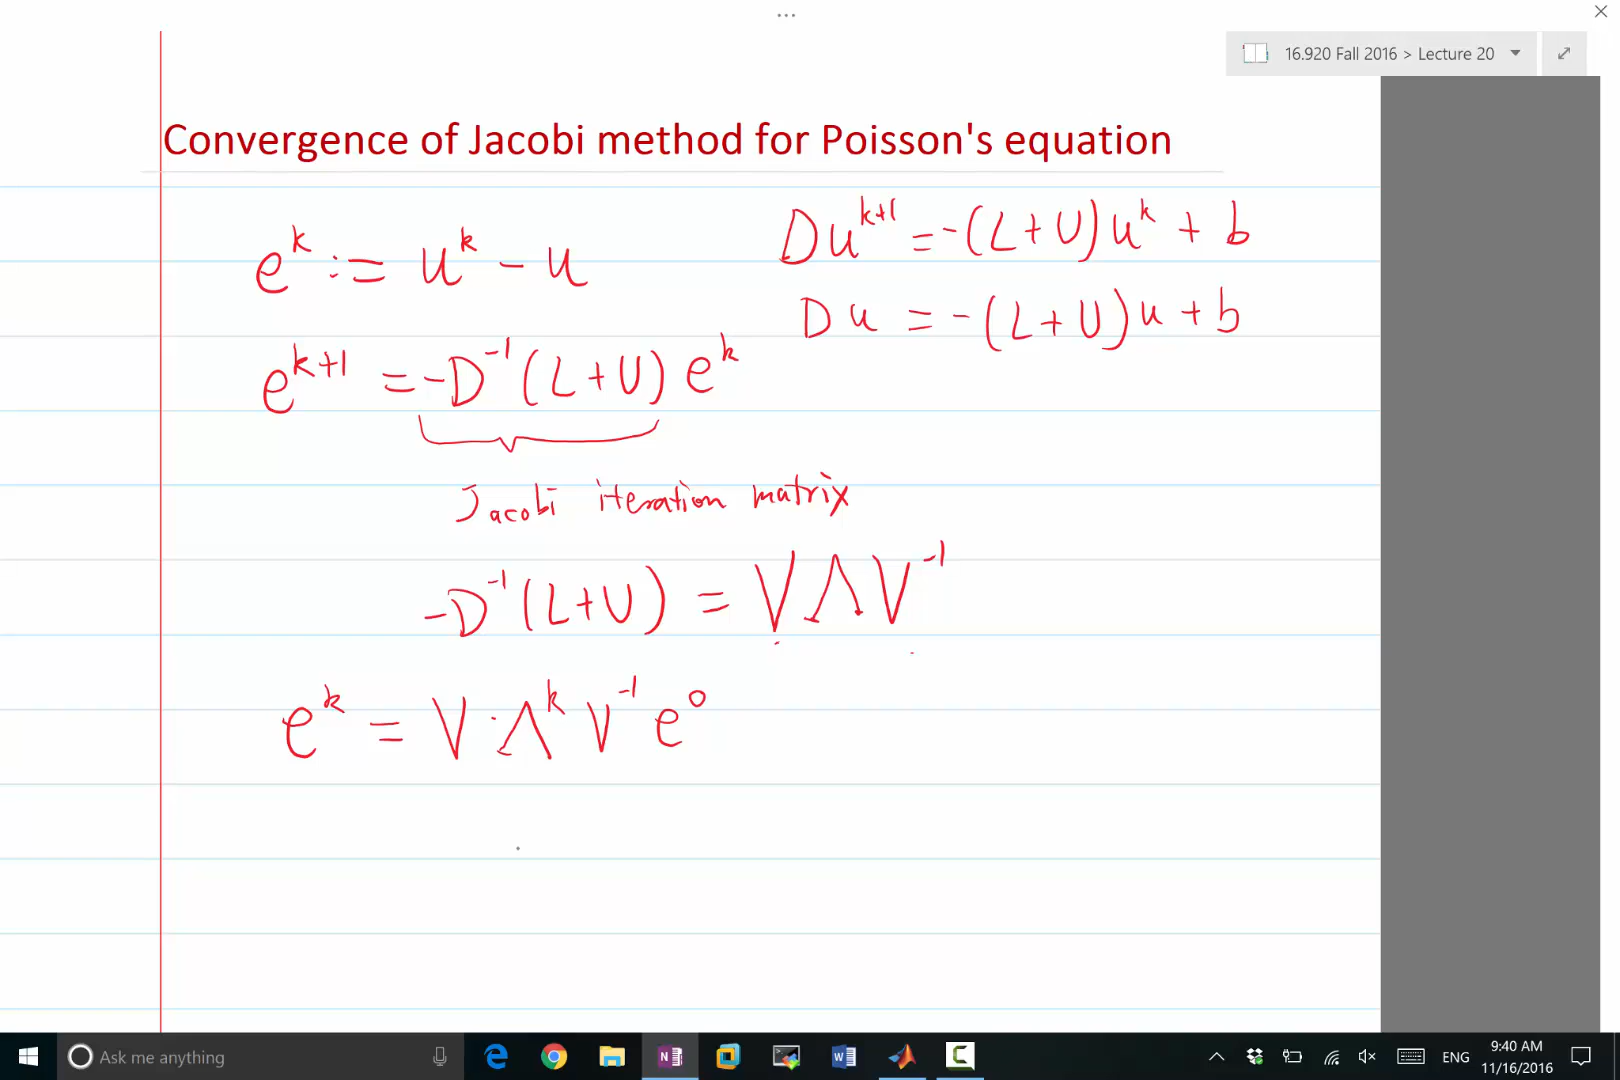 16.920 Fall 2016 > Lecture 20
Convergence of Jacobi method for Poisson's equation
e^k := u^k - u
Du^{k+1} = -(L+U)u^k + b
Du = -(L+U)u + b
e^{k+1} = -D^{-1}(L+U)e^k
Jacobi iteration matrix
-D^{-1}(L+U) = VΛV^{-1}
e^k = V·Λ^k V^{-1} e^0
Ask me anything
ENG
9:40 AM
11/16/2016